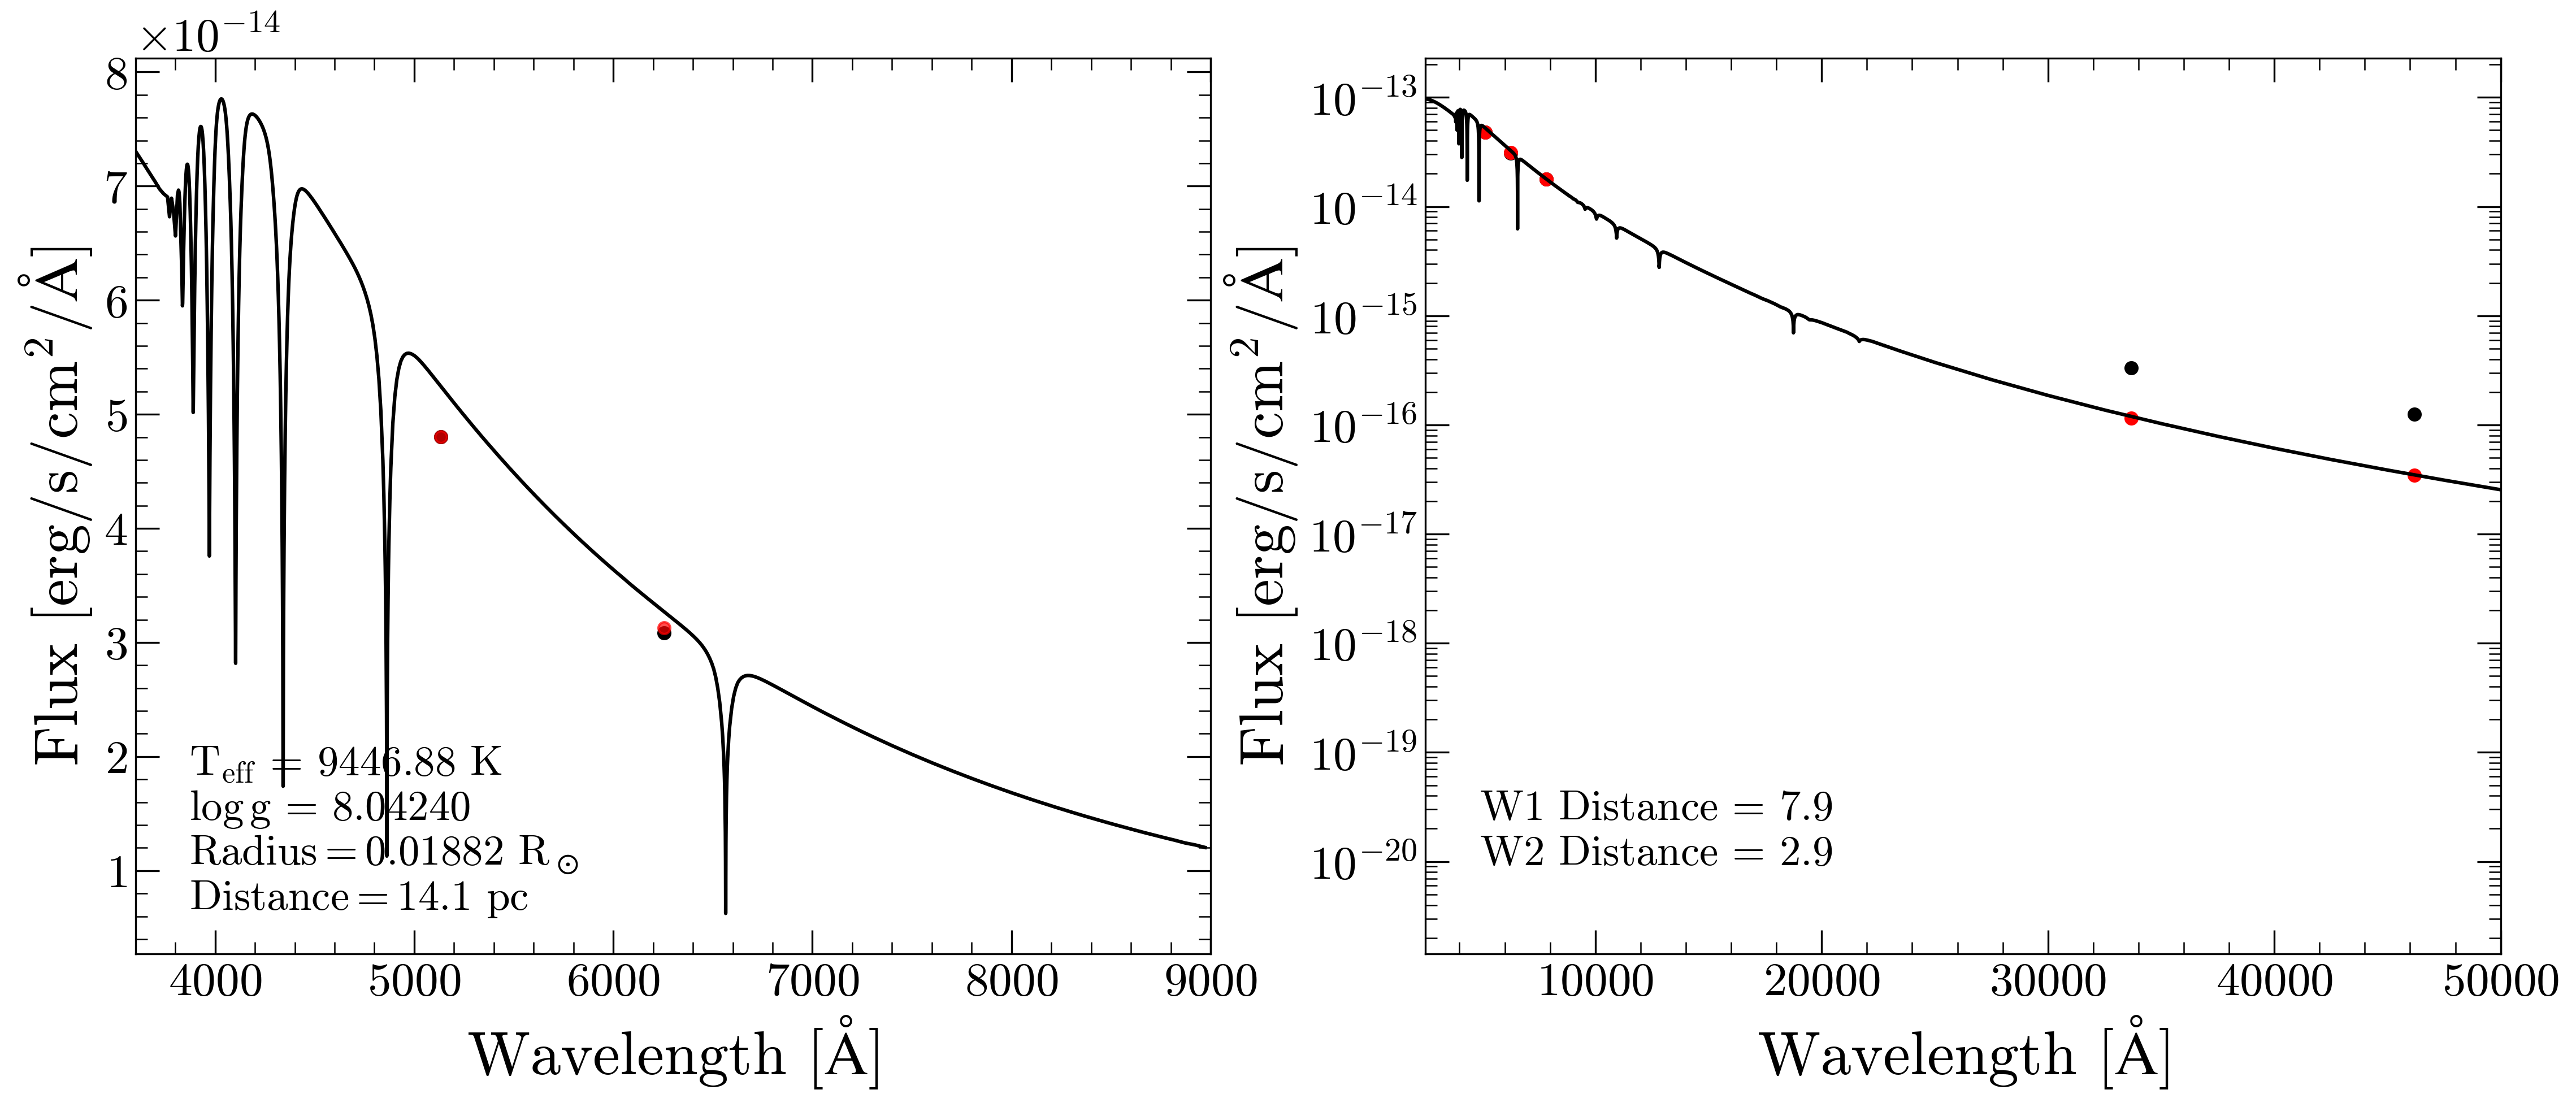 ×10⁻¹⁴
8
7
6
5
4
3
2
1
Flux [erg/s/cm²/Å]
T_eff = 9446.88 K
log g = 8.04240
Radius = 0.01882 R_⊙
Distance = 14.1 pc
4000 5000 6000 7000 8000 9000
Wavelength [Å]
10⁻¹³
10⁻¹⁴
10⁻¹⁵
10⁻¹⁶
10⁻¹⁷
10⁻¹⁸
10⁻¹⁹
10⁻²⁰
Flux [erg/s/cm²/Å]
W1 Distance = 7.9
W2 Distance = 2.9
10000 20000 30000 40000 50000
Wavelength [Å]